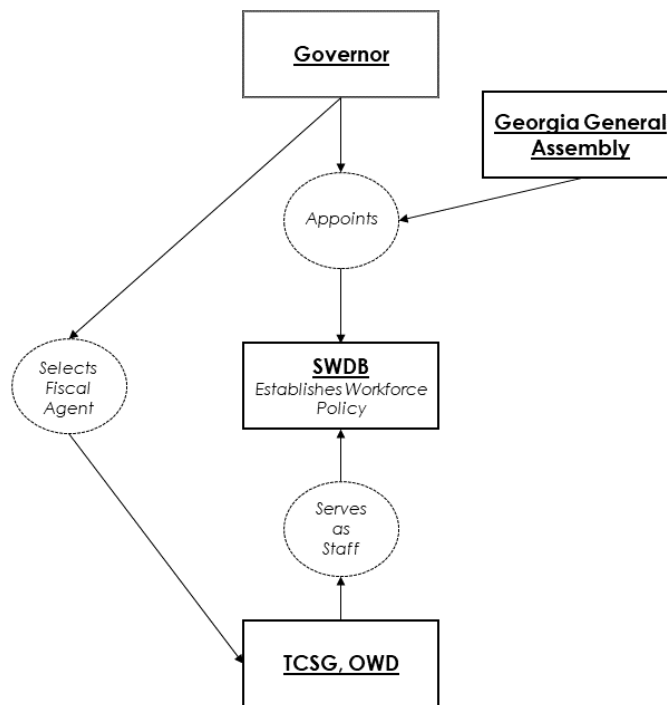 Governor
Georgia General
Assembly
Appoints
SWDB
Establishes Workforce
Policy
Selects
Fiscal
Agent
Serves
as
Staff
TCSG, OWD